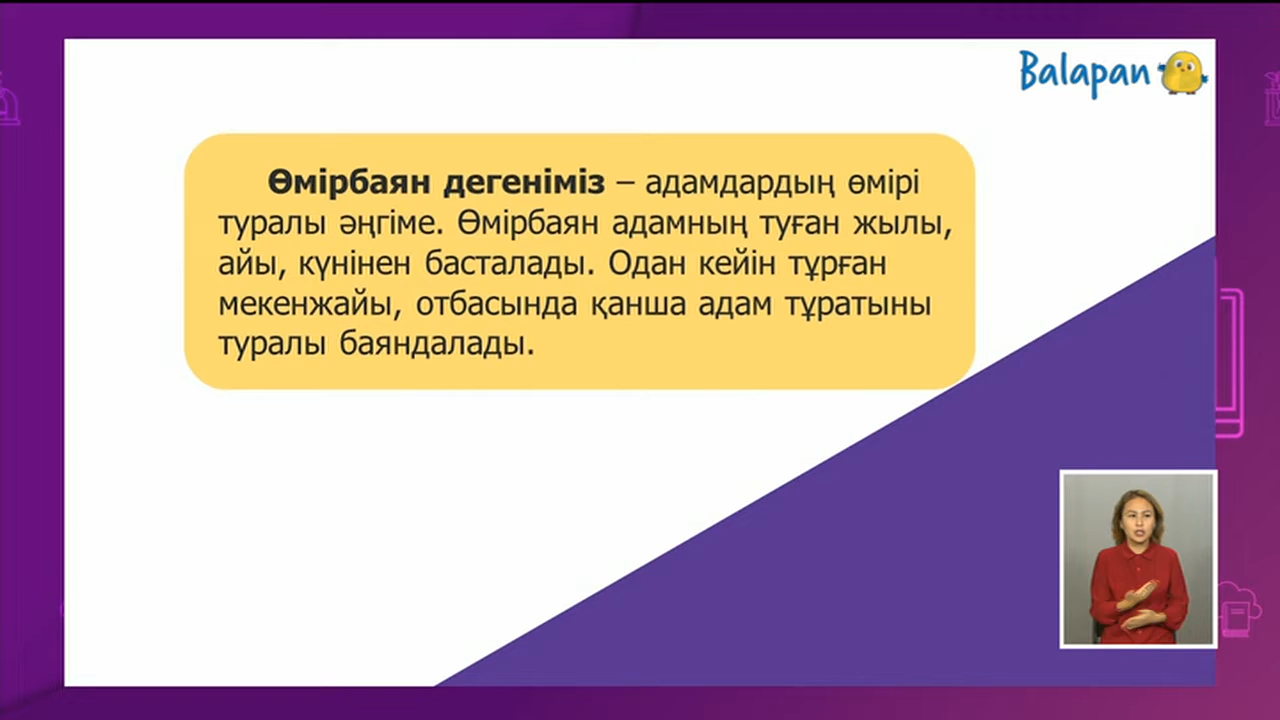 Balapan
Өмірбаян дегеніміз – адамдардың өмірі
туралы әңгіме. Өмірбаян адамның туған жылы,
айы, күнінен басталады. Одан кейін тұрған
мекенжайы, отбасында қанша адам тұратыны
туралы баяндалады.